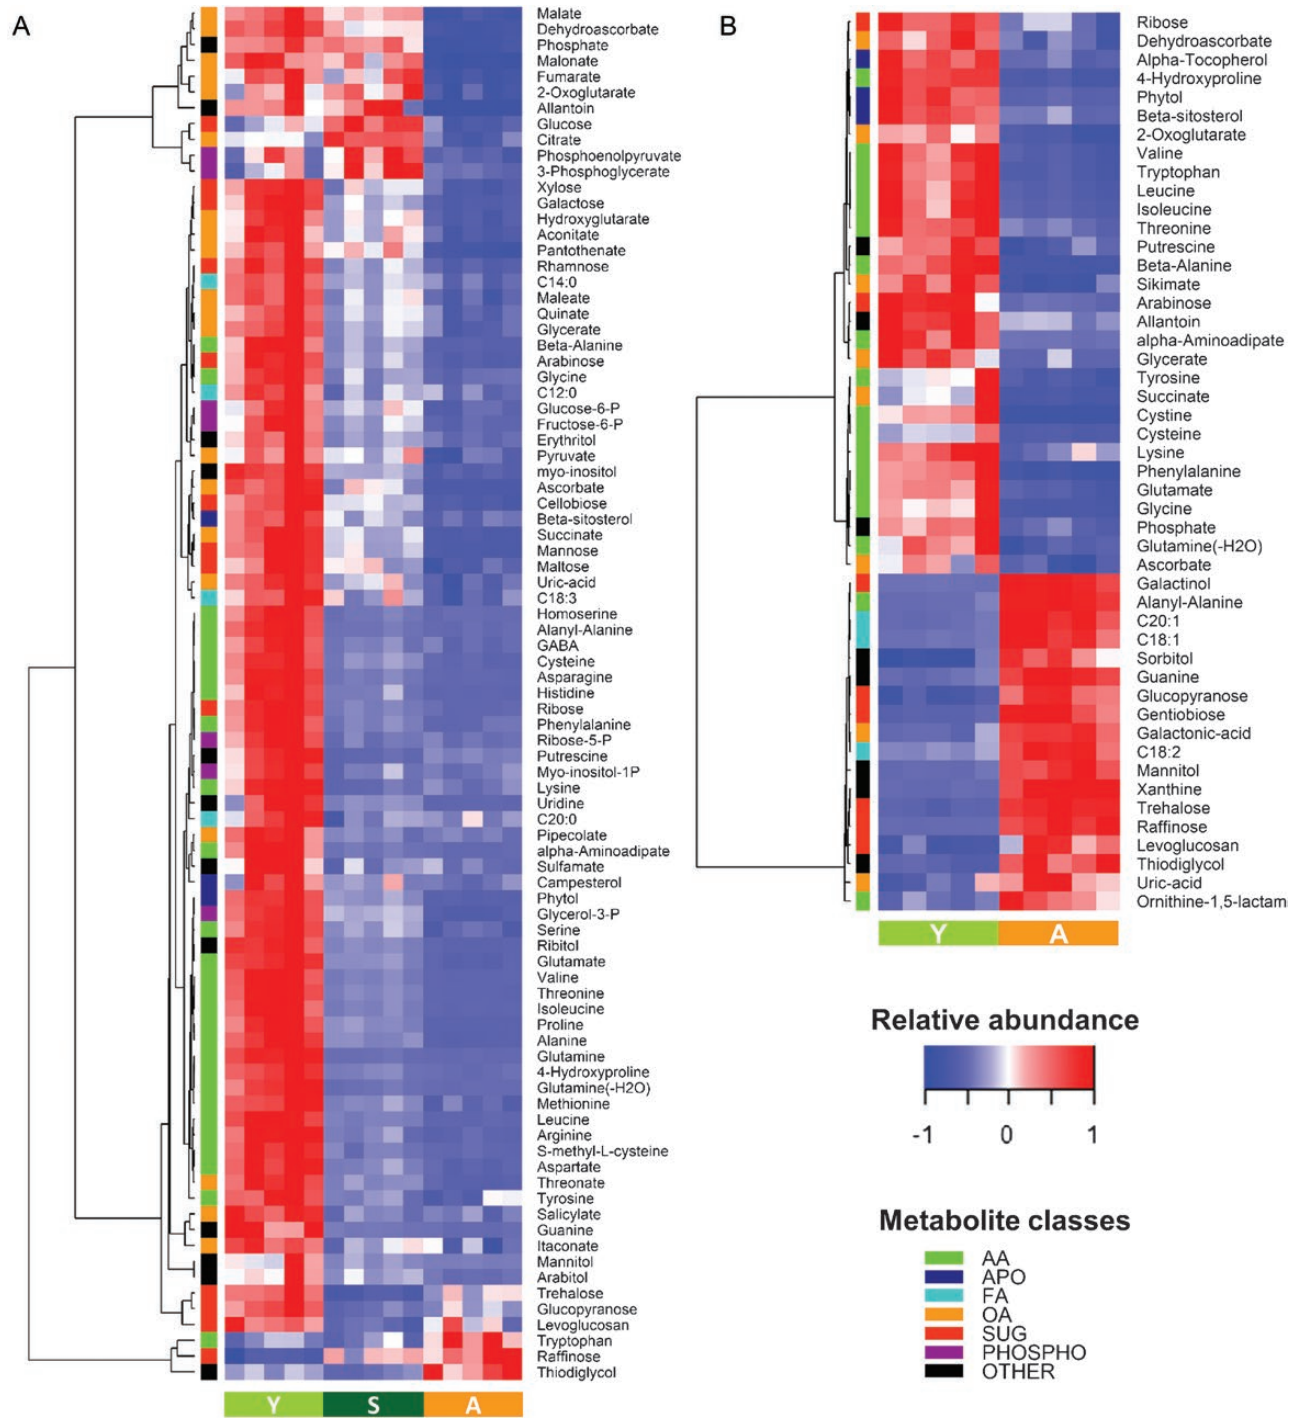 A
Malate
Dehydroascorbate
Phosphate
Malonate
Fumarate
2-Oxoglutarate
Allantoin
Glucose
Citrate
Phosphoenolpyruvate
3-Phosphoglycerate
Xylose
Galactose
Hydroxyglutarate
Aconitate
Pantothenate
Rhamnose
C14:0
Maleate
Quinate
Glycerate
Beta-Alanine
Arabinose
Glycine
C12:0
Glucose-6-P
Fructose-6-P
Erythritol
Pyruvate
myo-inositol
Ascorbate
Cellobiose
Beta-sitosterol
Succinate
Mannose
Maltose
Uric-acid
C18:3
Homoserine
Alanyl-Alanine
GABA
Cysteine
Asparagine
Histidine
Ribose
Phenylalanine
Ribose-5-P
Putrescine
Myo-inositol-1P
Lysine
Uridine
C20:0
Pipecolate
alpha-Aminoadipate
Sulfamate
Campesterol
Phytol
Glycerol-3-P
Serine
Ribitol
Glutamate
Valine
Threonine
Isoleucine
Proline
Alanine
Glutamine
4-Hydroxyproline
Glutamine(-H2O)
Methionine
Leucine
Arginine
S-methyl-L-cysteine
Aspartate
Threonate
Tyrosine
Salicylate
Guanine
Itaconate
Mannitol
Arabitol
Trehalose
Glucopyranose
Levoglucosan
Tryptophan
Raffinose
Thiodiglycol
Y S A
B
Ribose
Dehydroascorbate
Alpha-Tocopherol
4-Hydroxyproline
Phytol
Beta-sitosterol
2-Oxoglutarate
Valine
Tryptophan
Leucine
Isoleucine
Threonine
Putrescine
Beta-Alanine
Sikimate
Arabinose
Allantoin
alpha-Aminoadipate
Glycerate
Tyrosine
Succinate
Cystine
Cysteine
Lysine
Phenylalanine
Glutamate
Glycine
Phosphate
Glutamine(-H2O)
Ascorbate
Galactinol
Alanyl-Alanine
C20:1
C18:1
Sorbitol
Guanine
Glucopyranose
Gentiobiose
Galactonic-acid
C18:2
Mannitol
Xanthine
Trehalose
Raffinose
Levoglucosan
Thiodiglycol
Uric-acid
Ornithine-1,5-lactam
Y A
Relative abundance
-1 0 1
Metabolite classes
AA
APO
FA
OA
SUG
PHOSPHO
OTHER